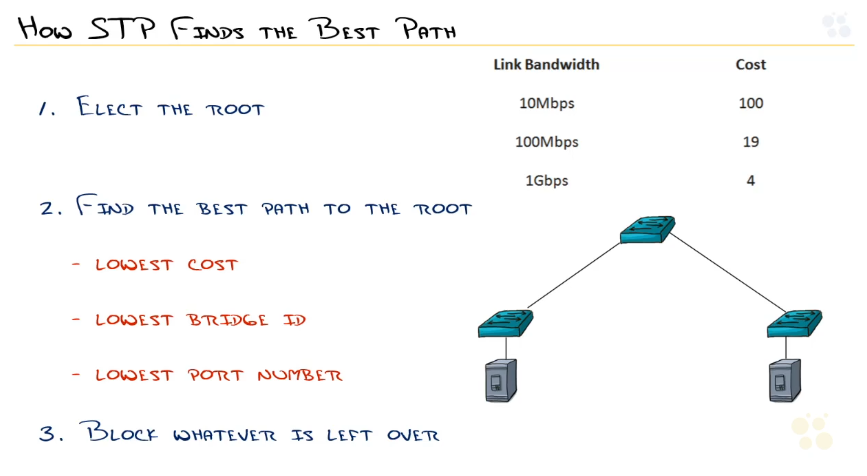 How STP Finds the Best Path
Link Bandwidth Cost
10Mbps 100
1. Elect the root
100Mbps 19
1Gbps 4
2. Find the best path to the root
- Lowest cost
- Lowest Bridge ID
- Lowest Port Number
3. Block whatever is left over